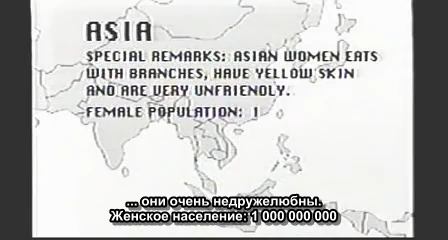 ASIA
SPECIAL REMARKS: ASIAN WOMEN EATS
WITH BRANCHES, HAVE YELLOW SKIN
AND ARE VERY UNFRIENDLY.
FEMALE POPULATION: 1
... они очень недружелюбны.
Женское население: 1 000 000 000